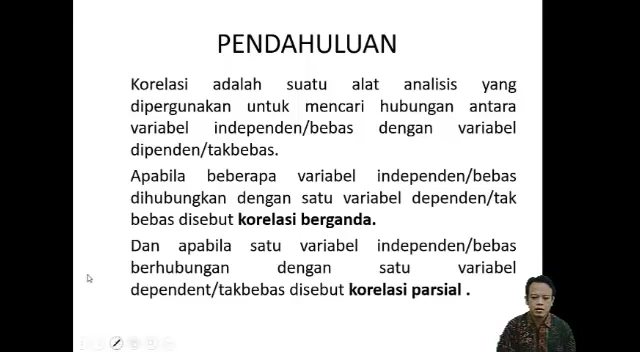 PENDAHULUAN
Korelasi adalah suatu alat analisis yang
dipergunakan untuk mencari hubungan antara
variabel independen/bebas dengan variabel
dipenden/takbebas.
Apabila beberapa variabel independen/bebas
dihubungkan dengan satu variabel dependen/tak
bebas disebut korelasi berganda.
Dan apabila satu variabel independen/bebas
berhubungan dengan satu variabel
dependent/takbebas disebut korelasi parsial .